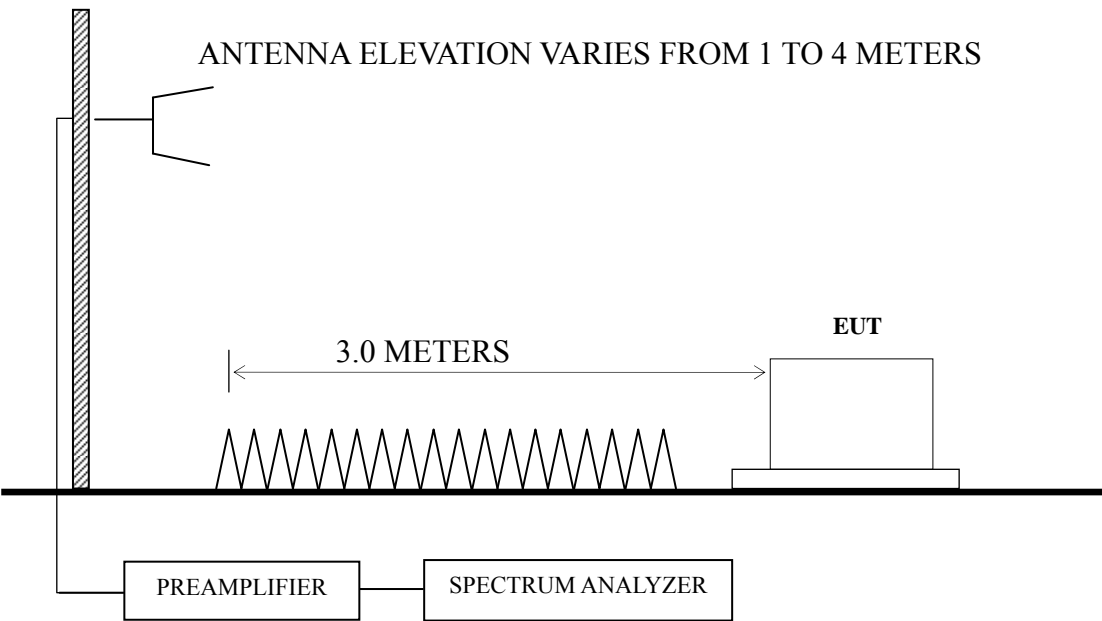 ANTENNA ELEVATION VARIES FROM 1 TO 4 METERS
EUT
3.0 METERS
PREAMPLIFIER
SPECTRUM ANALYZER